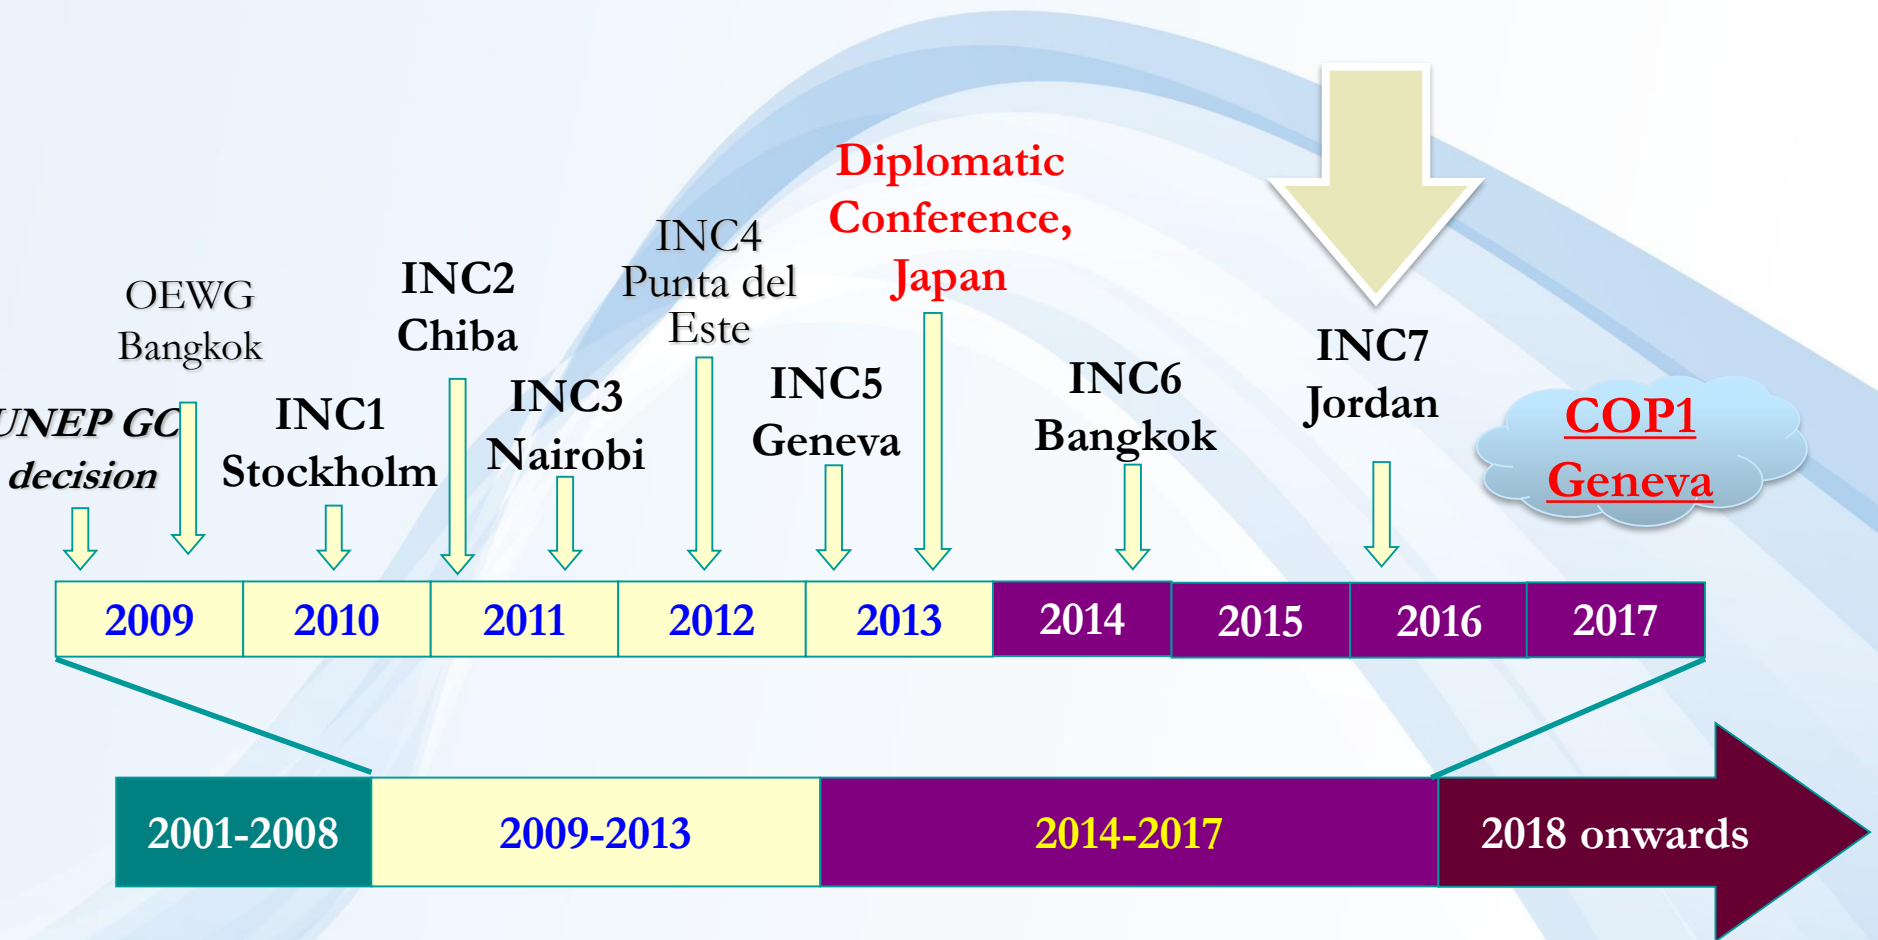 UNEP GC
decision
OEWG
Bangkok
INC1
Stockholm
INC2
Chiba
INC3
Nairobi
INC4
Punta del
Este
INC5
Geneva
Diplomatic
Conference,
Japan
INC6
Bangkok
INC7
Jordan
COP1
Geneva
2009
2010
2011
2012
2013
2014
2015
2016
2017
2001-2008
2009-2013
2014-2017
2018 onwards